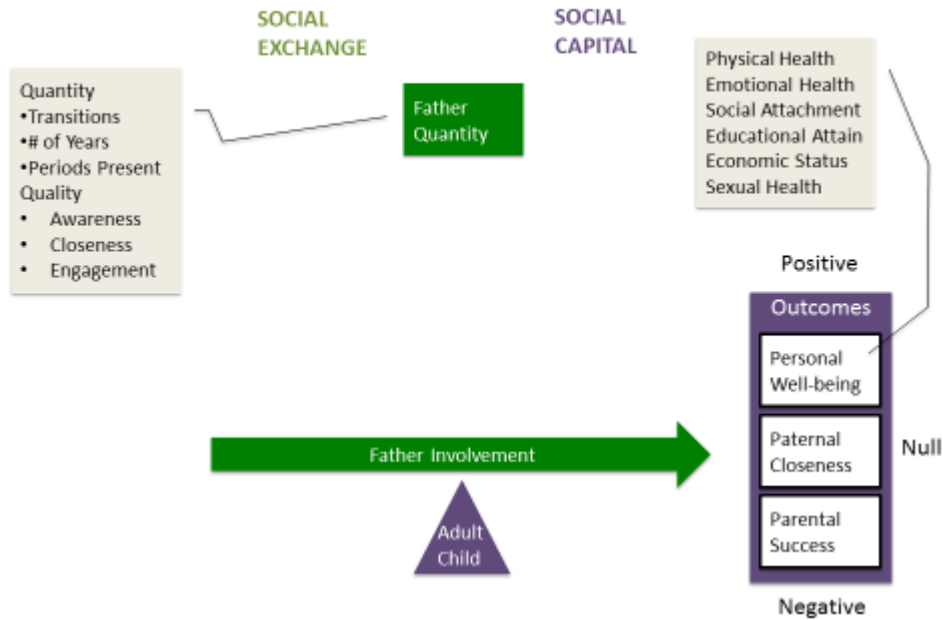 SOCIAL
EXCHANGE
SOCIAL
CAPITAL
Quantity
•Transitions
•# of Years
•Periods Present
Quality
• Awareness
• Closeness
• Engagement
Father
Quantity
Physical Health
Emotional Health
Social Attachment
Educational Attain
Economic Status
Sexual Health
Positive
Outcomes
Personal
Well-being
Paternal
Closeness
Parental
Success
Null
Negative
Father Involvement
Adult
Child